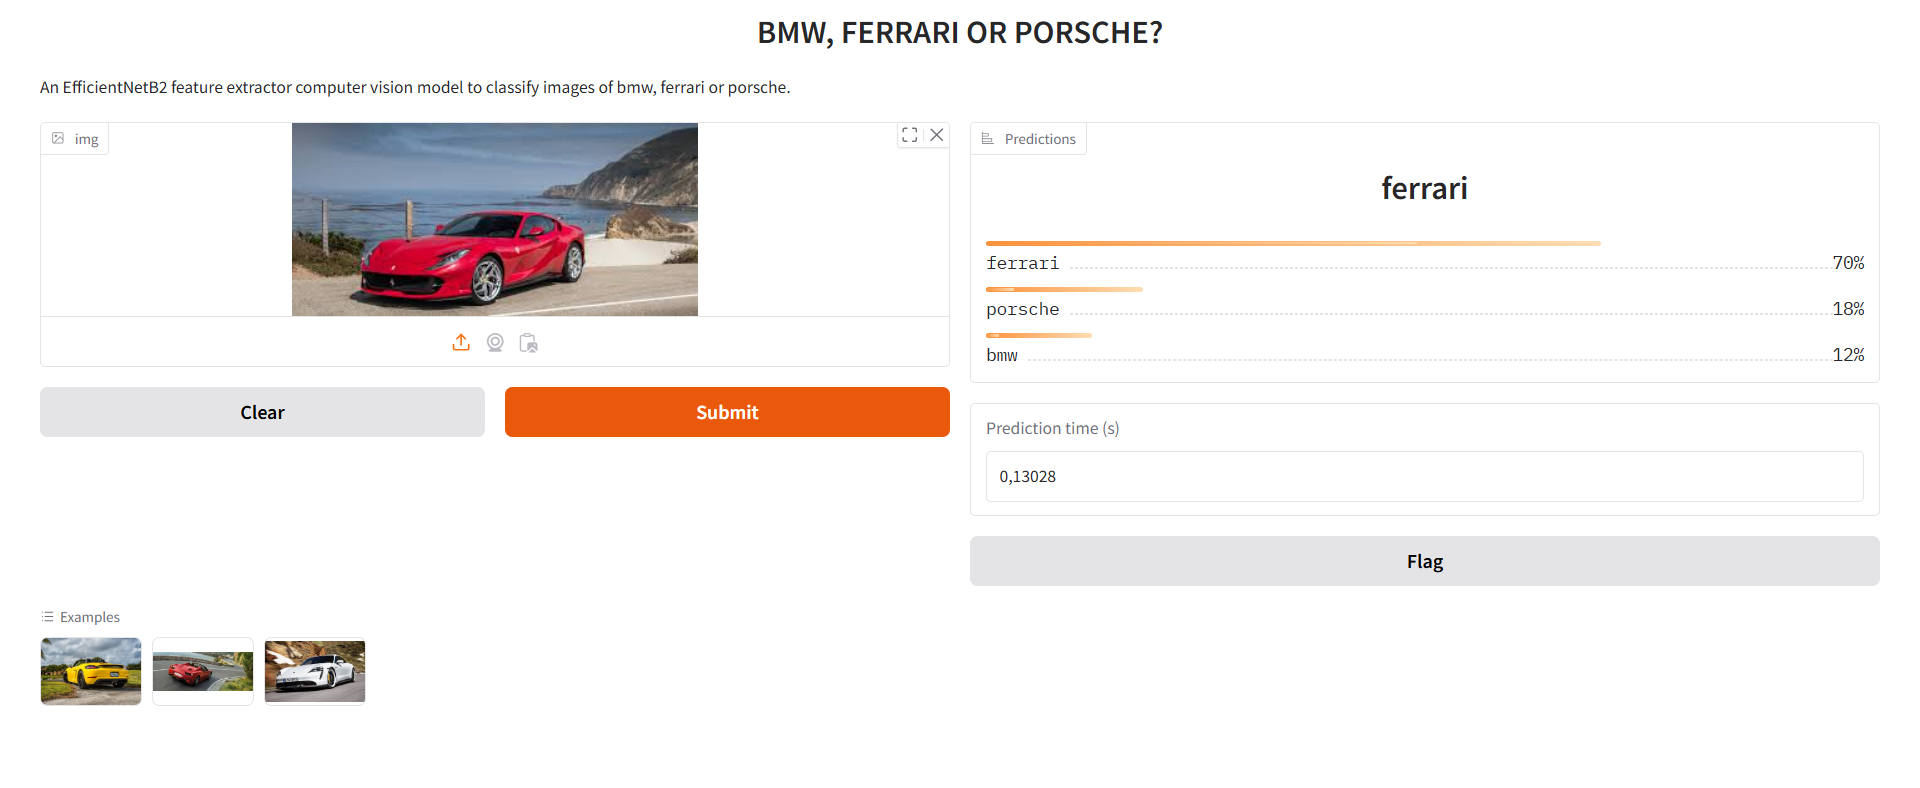 BMW, FERRARI OR PORSCHE?
An EfficientNetB2 feature extractor computer vision model to classify images of bmw, ferrari or porsche.
img
Clear
Submit
Predictions
ferrari
ferrari 70%
porsche 18%
bmw 12%
Prediction time (s)
0,13028
Flag
Examples